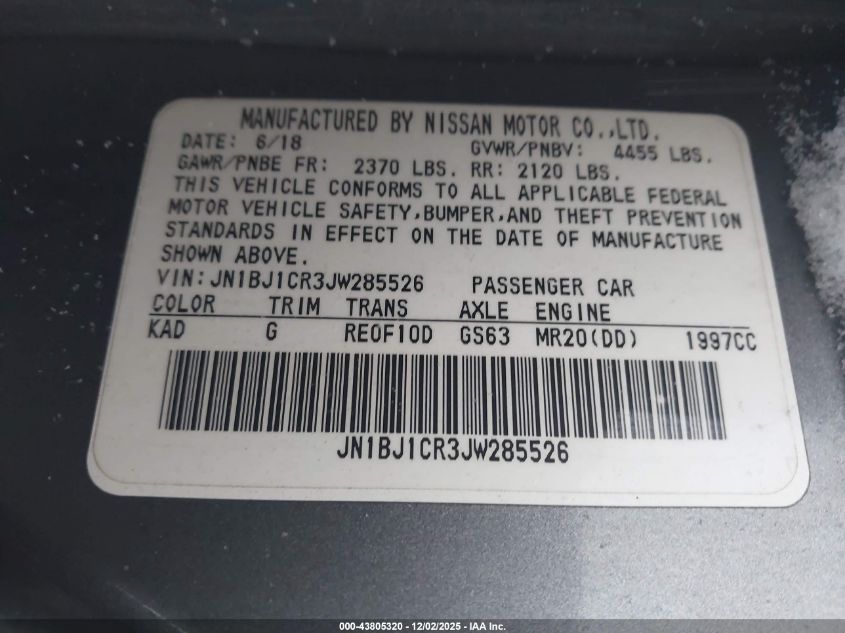 MANUFACTURED BY NISSAN MOTOR CO.,LTD.
DATE: 6/18 GVWR/PNBV: 4455 LBS.
GAWR/PNBE FR: 2370 LBS. RR: 2120 LBS.
THIS VEHICLE CONFORMS TO ALL APPLICABLE FEDERAL
MOTOR VEHICLE SAFETY,BUMPER,AND THEFT PREVENTION
STANDARDS IN EFFECT ON THE DATE OF MANUFACTURE
SHOWN ABOVE.
VIN:JN1BJ1CR3JW285526 PASSENGER CAR
COLOR TRIM TRANS AXLE ENGINE
KAD G RE0F10D GS63 MR20(DD) 1997CC
JN1BJ1CR3JW285526
000-43805320 - 12/02/2025 - IAA Inc.